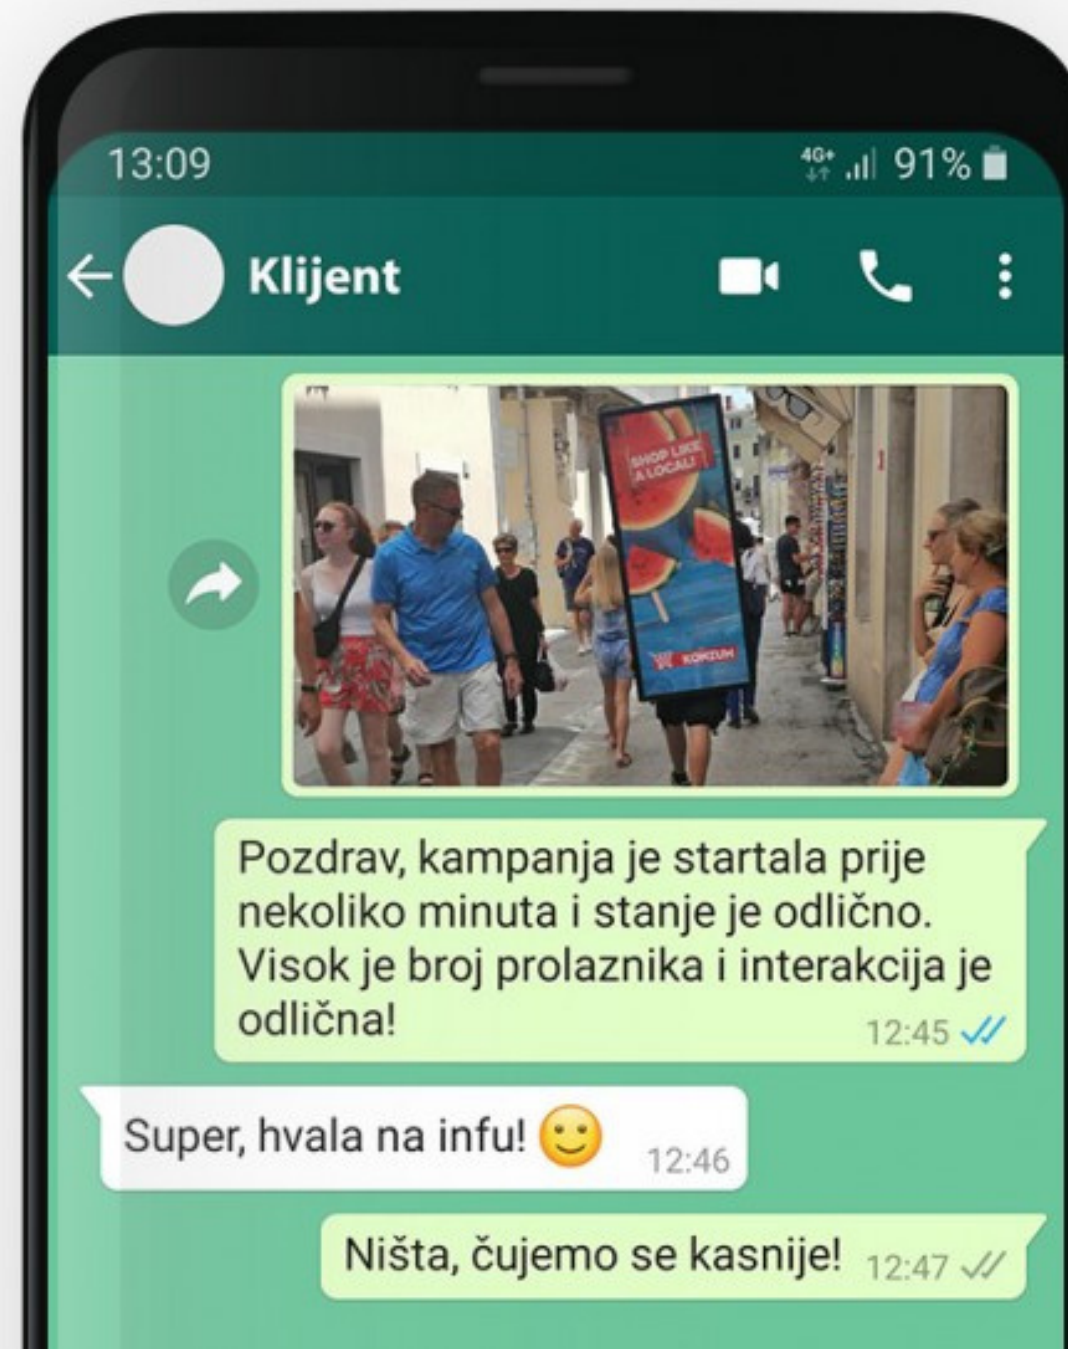 13:09
4G+ 91%
Klijent
SHOP LIKE
A LOCAL!
KONZUM
Pozdrav, kampanja je startala prije
nekoliko minuta i stanje je odlično.
Visok je broj prolaznika i interakcija je
odlična!
12:45
Super, hvala na infu!
12:46
Ništa, čujemo se kasnije!
12:47